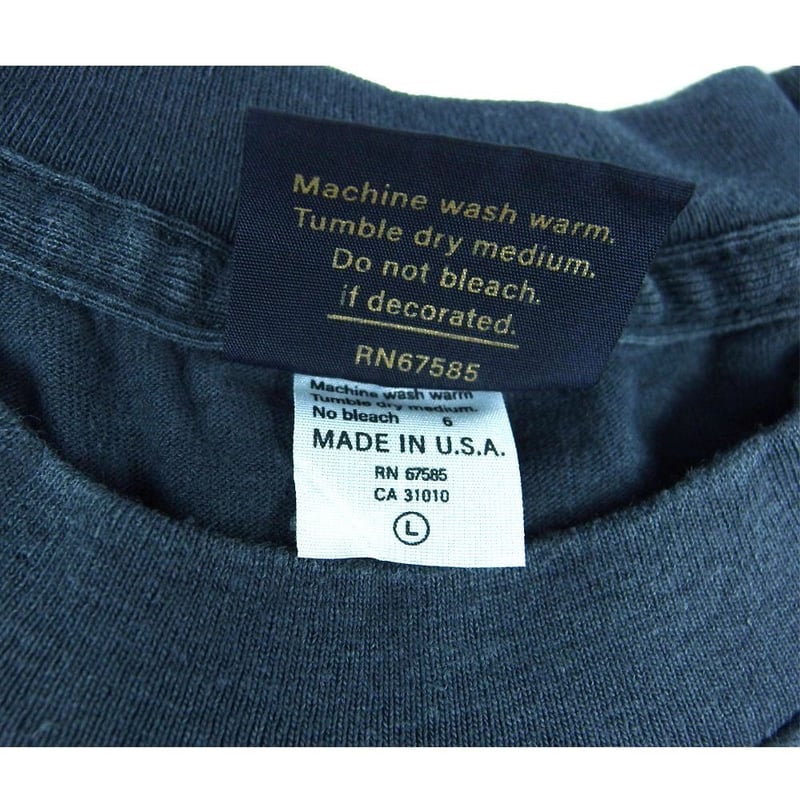 Machine wash warm.
Tumble dry medium.
Do not bleach.
if decorated.
RN67585
Machine wash warm
Tumble dry medium.
No bleach 6
MADE IN U.S.A.
RN 67585
CA 31010
L